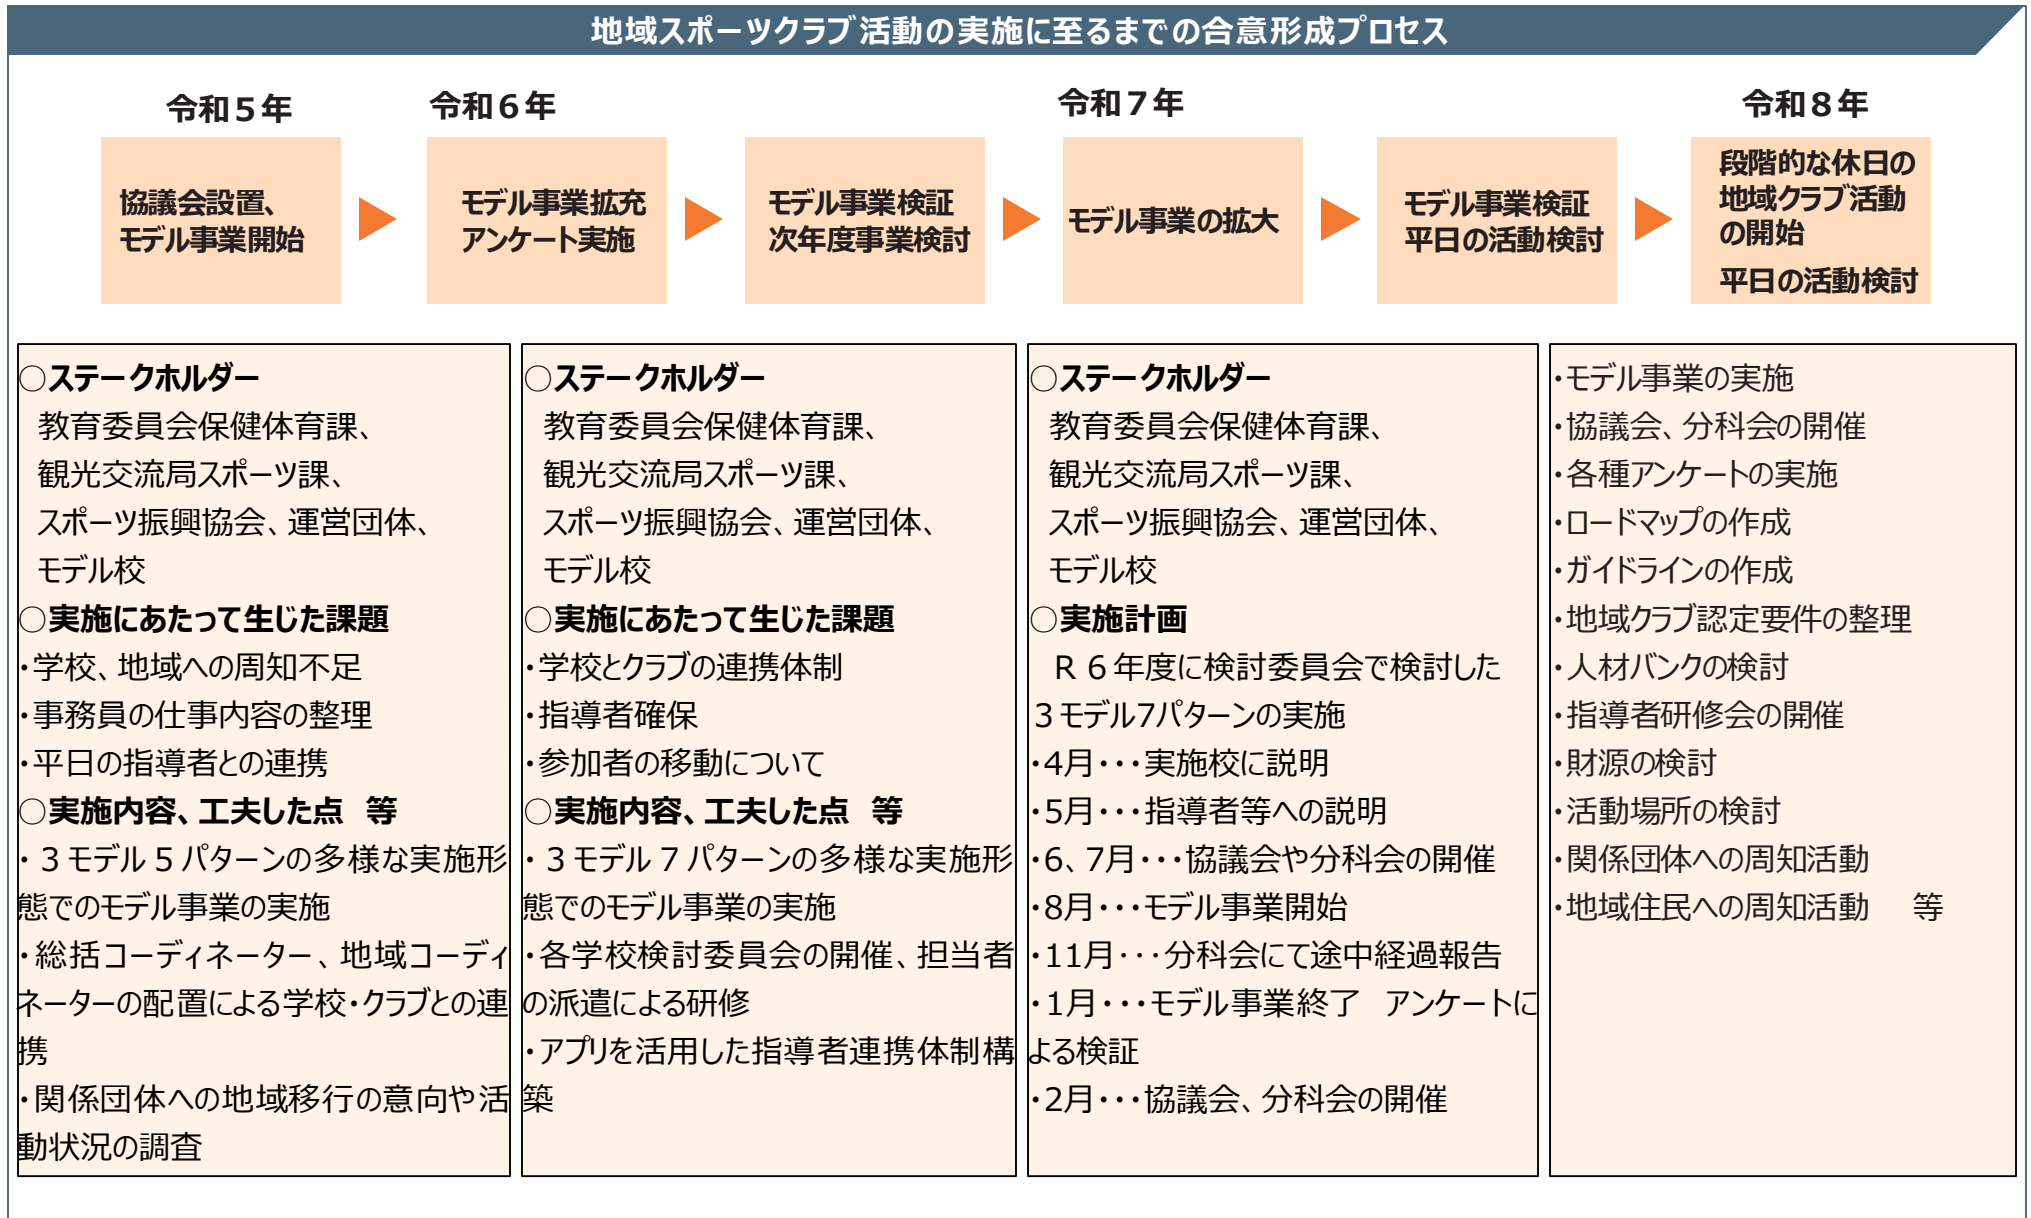 地域スポーツクラブ活動の実施に至るまでの合意形成プロセス
令和５年
令和６年
令和７年
令和８年
協議会設置、
モデル事業開始
モデル事業拡充
アンケート実施
モデル事業検証
次年度事業検討
モデル事業の拡大
モデル事業検証
平日の活動検討
段階的な休日の
地域クラブ活動
の開始
平日の活動検討
○ステークホルダー
教育委員会保健体育課、
観光交流局スポーツ課、
スポーツ振興協会、運営団体、
モデル校
○実施にあたって生じた課題
・学校、地域への周知不足
・事務員の仕事内容の整理
・平日の指導者との連携
○実施内容、工夫した点　等
・３モデル５パターンの多様な実施形
態でのモデル事業の実施
・総括コーディネーター、地域コーディ
ネーターの配置による学校・クラブとの連
携
・関係団体への地域移行の意向や活
動状況の調査
○ステークホルダー
教育委員会保健体育課、
観光交流局スポーツ課、
スポーツ振興協会、運営団体、
モデル校
○実施にあたって生じた課題
・学校とクラブの連携体制
・指導者確保
・参加者の移動について
○実施内容、工夫した点　等
・３モデル７パターンの多様な実施形
態でのモデル事業の実施
・各学校検討委員会の開催、担当者
の派遣による研修
・アプリを活用した指導者連携体制構
築
○ステークホルダー
教育委員会保健体育課、
観光交流局スポーツ課、
スポーツ振興協会、運営団体、
モデル校
○実施計画
Ｒ６年度に検討委員会で検討した
３モデル7パターンの実施
・4月・・・実施校に説明
・5月・・・指導者等への説明
・6、7月・・・協議会や分科会の開催
・8月・・・モデル事業開始
・11月・・・分科会にて途中経過報告
・1月・・・モデル事業終了　アンケートに
よる検証
・2月・・・協議会、分科会の開催
・モデル事業の実施
・協議会、分科会の開催
・各種アンケートの実施
・ロードマップの作成
・ガイドラインの作成
・地域クラブ認定要件の整理
・人材バンクの検討
・指導者研修会の開催
・財源の検討
・活動場所の検討
・関係団体への周知活動
・地域住民への周知活動　等